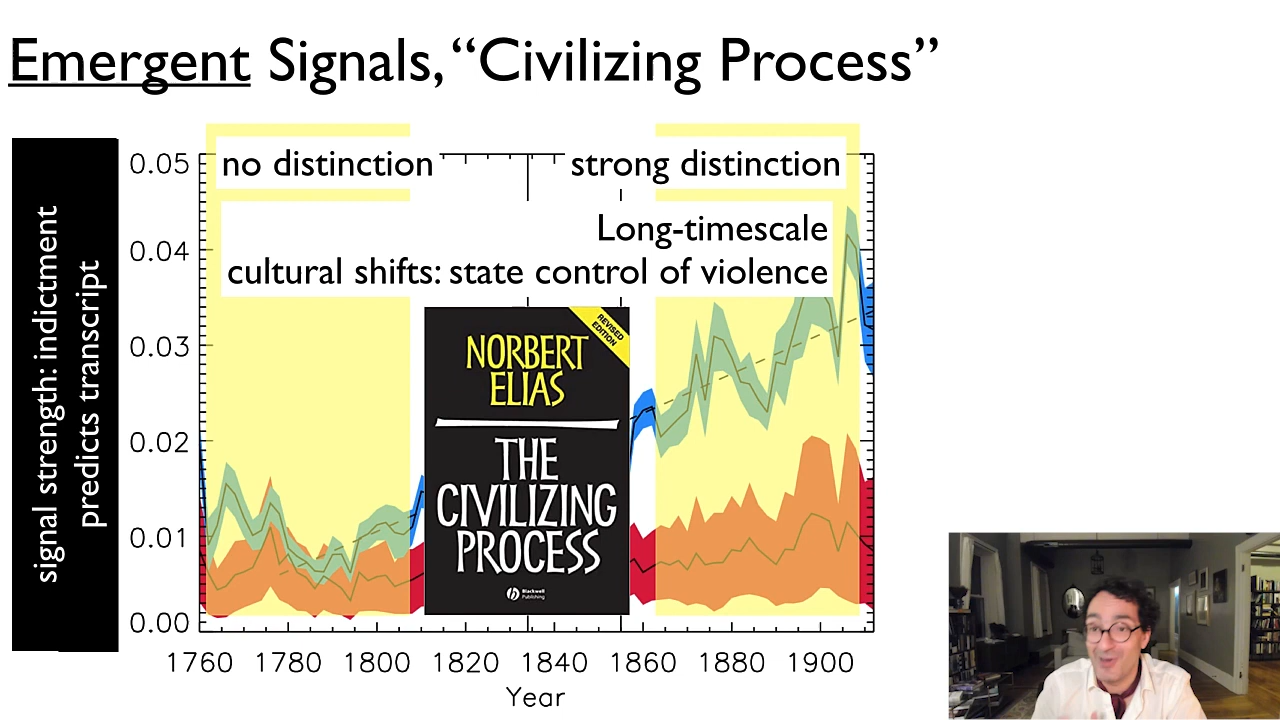 Emergent Signals, “Civilizing Process”
signal strength: indictment
predicts transcript
no distinction
strong distinction
Long-timescale
cultural shifts: state control of violence
0.05
0.04
0.03
0.02
0.01
0.00
REVISED
EDITION
NORBERT
ELIAS
THE
CIVILIZING
PROCESS
Blackwell
Publishing
1760 1780 1800 1820 1840 1860 1880 1900
Year